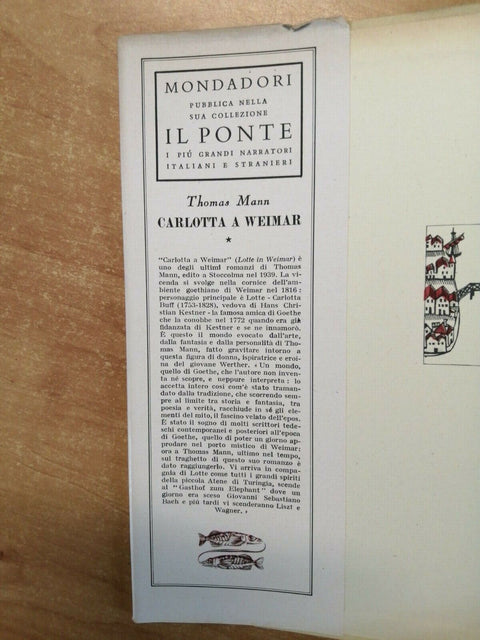 MONDADORI
PUBBLICA NELLA
SUA COLLEZIONE
IL PONTE
I PIÚ GRANDI NARRATORI
ITALIANI E STRANIERI
Thomas Mann
CARLOTTA A WEIMAR
★
"Carlotta a Weimar" (Lotte in Weimar) è
uno degli ultimi romanzi di Thomas
Mann, edito a Stoccolma nel 1939. La vi-
cenda si svolge nella cornice dell'am-
biente goethiano di Weimar nel 1816:
personaggio principale è Lotte - Carlotta
Buff (1753-1828), vedova di Hans Chri-
stian Kestner - la famosa amica di Goethe
che la conobbe nel 1772 quando era già
fidanzata di Kestner e se ne innamorò.
È questo il mondo evocato dall'arte,
dalla fantasia e dalla personalità di Tho-
mas Mann, fatto gravitare intorno a
questa figura di donna, ispiratrice e eroi-
na del giovane Werther. « Un mondo,
quello di Goethe, che l'autore non inven-
ta né scopre, e neppure interpreta: lo
accetta intero così com'è stato traman-
dato dalla tradizione, che scorrendo sem-
pre al limite tra storia e fantasia, tra
poesia e verità, racchiude in sé gli ele-
menti del mito, il fascino velato dell'epos.
È stato il sogno di molti scrittori tede-
schi contemporanei e posteriori all'epoca
di Goethe, quello di poter un giorno ap-
prodare nel porto mistico di Weimar:
ora a Thomas Mann, ultimo nel tempo,
sul traghetto di questo suo romanzo è
dato raggiungerlo. Vi arriva in compa-
gnia di Lotte come tutti i grandi spiriti
della piccola Atene di Turingia, scende
al "Gasthof zum Elephant" dove un
giorno era sceso Giovanni Sebastiano
Bach e più tardi vi scenderanno Liszt e
Wagner. »